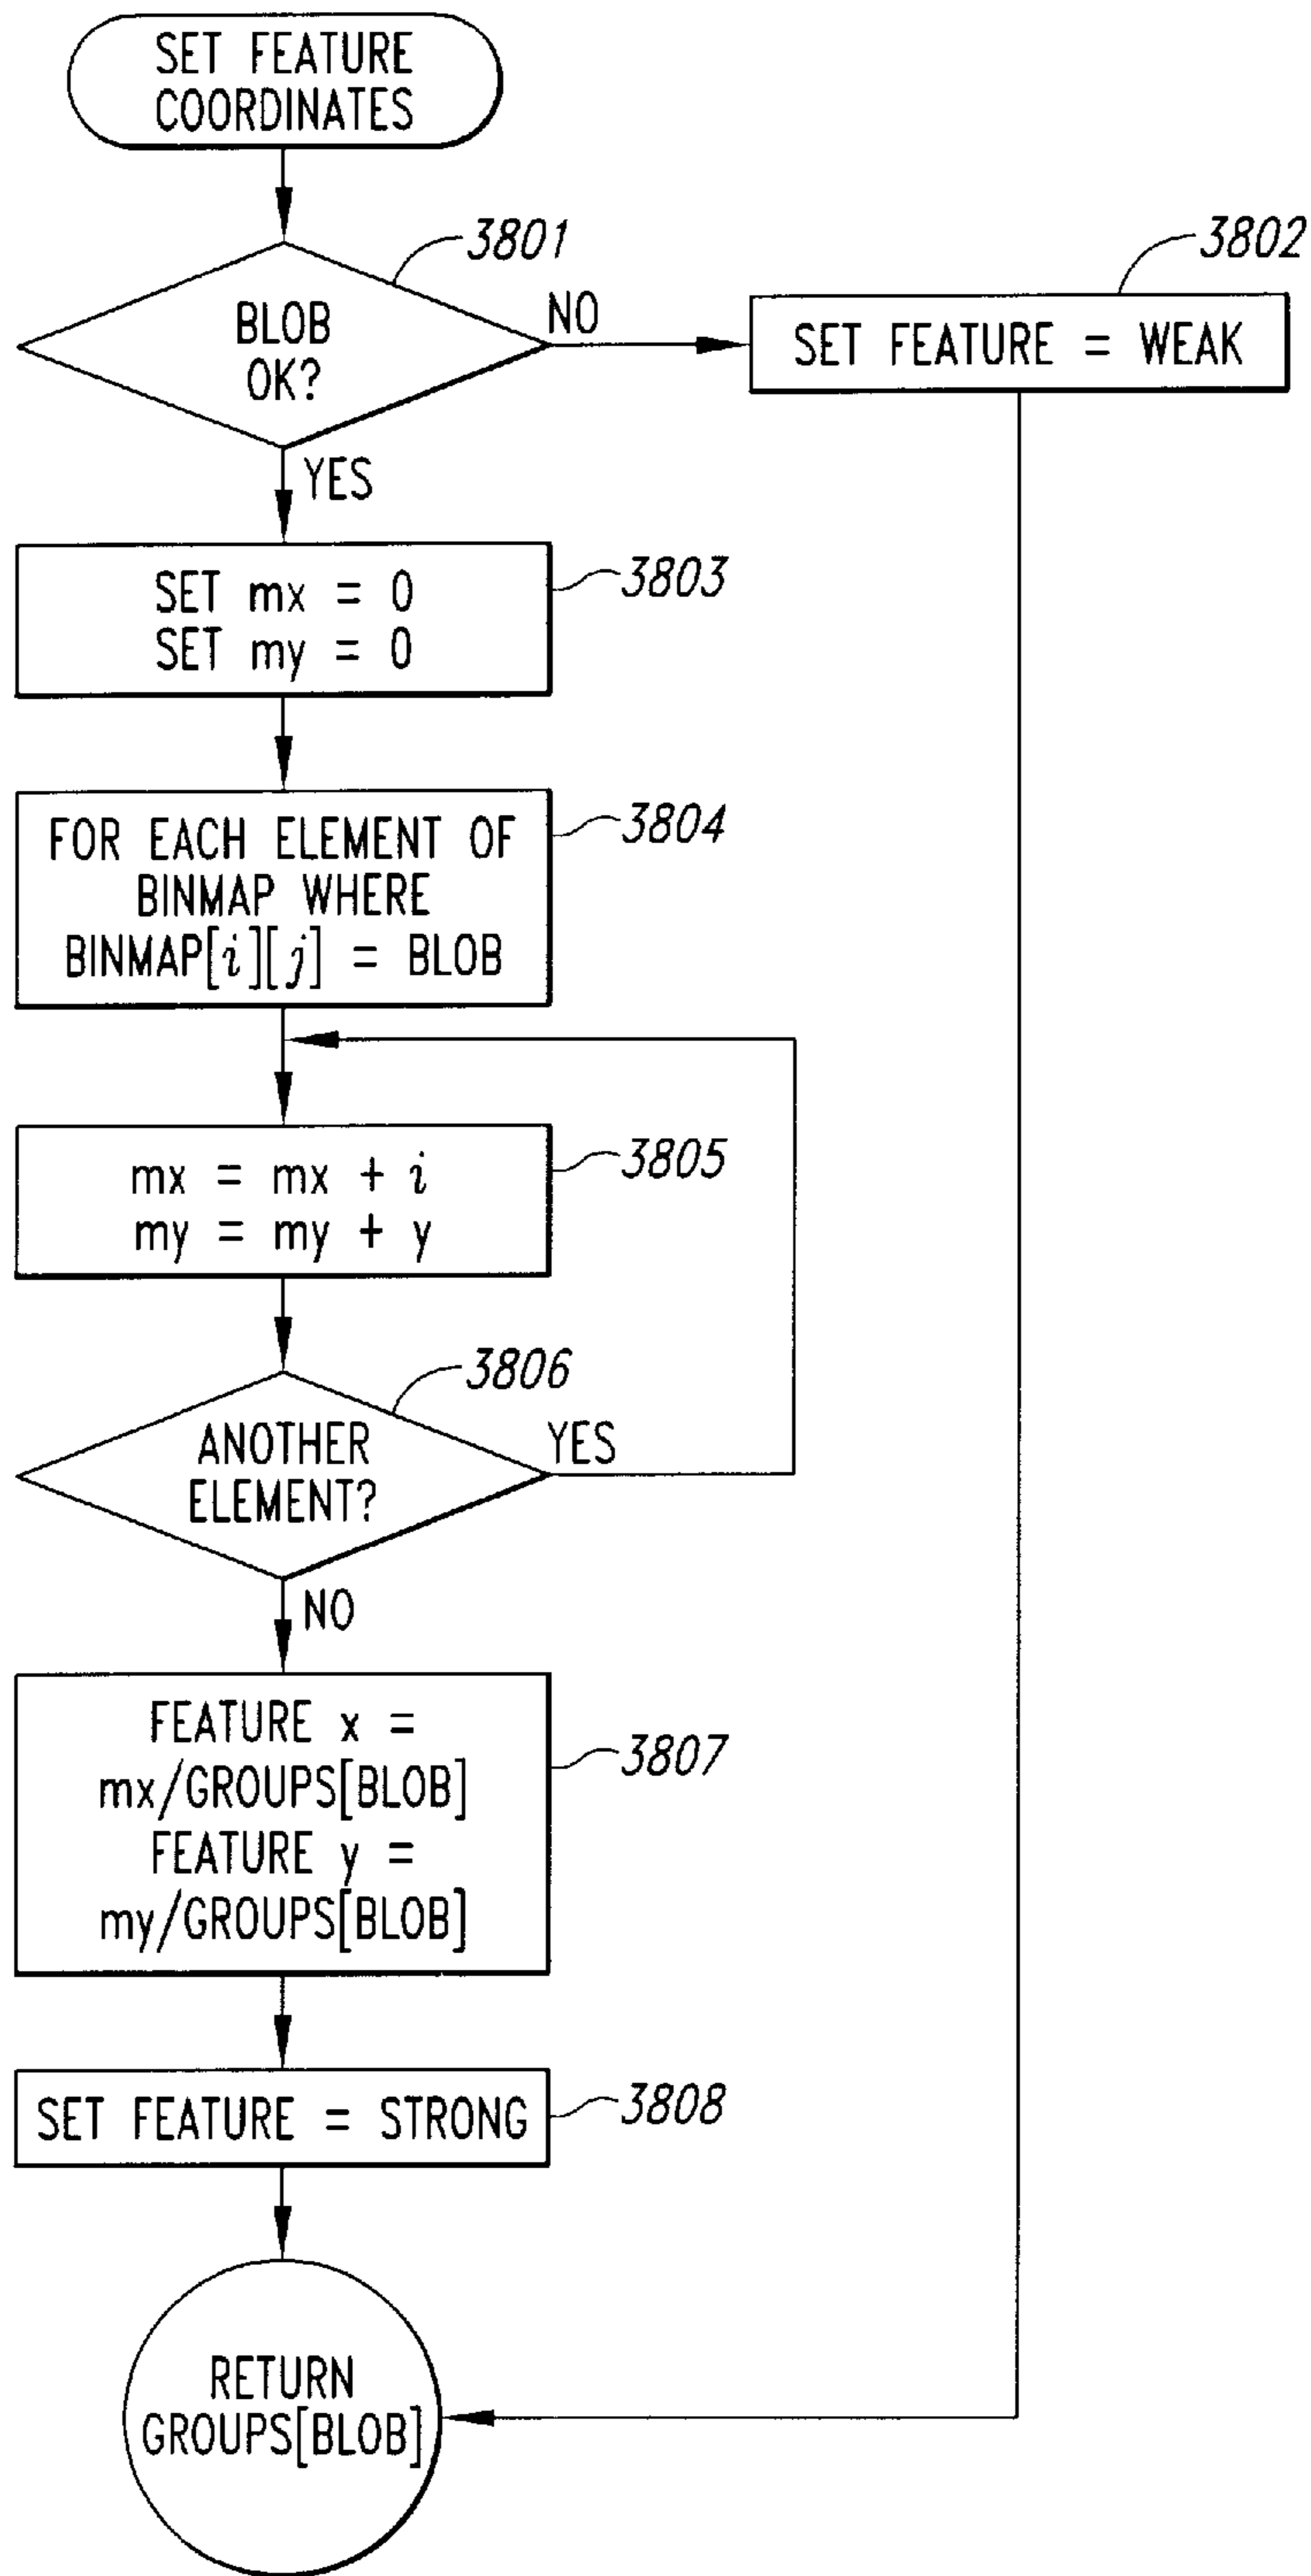 SET FEATURE
COORDINATES
3801
BLOB
OK?
NO
3802
SET FEATURE = WEAK
YES
3803
SET mx = 0
SET my = 0
3804
FOR EACH ELEMENT OF
BINMAP WHERE
BINMAP[i][j] = BLOB
3805
mx = mx + i
my = my + y
3806
ANOTHER
ELEMENT?
YES
NO
FEATURE x =
mx/GROUPS[BLOB]
FEATURE y =
my/GROUPS[BLOB]
3807
SET FEATURE = STRONG
3808
RETURN
GROUPS[BLOB]